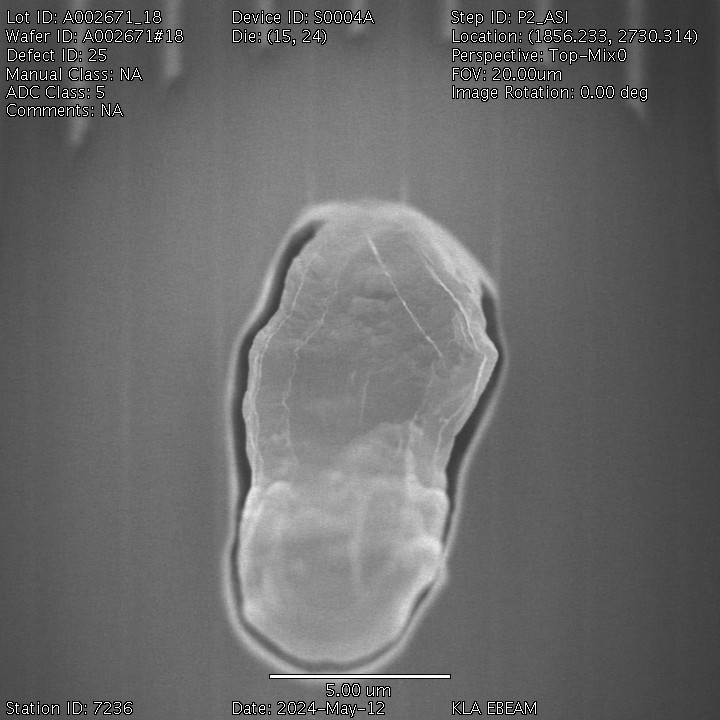 Lot ID: A002671_18
Wafer ID: A002671#18
Defect ID: 25
Manual Class: NA
ADC Class: 5
Comments: NA
Device ID: S0004A
Die: (15, 24)
Step ID: P2_ASI
Location: (1856.233, 2730.314)
Perspective: Top-Mix0
FOV: 20.00um
Image Rotation: 0.00 deg
5.00 um
Station ID: 7236
Date: 2024-May-12
KLA EBEAM